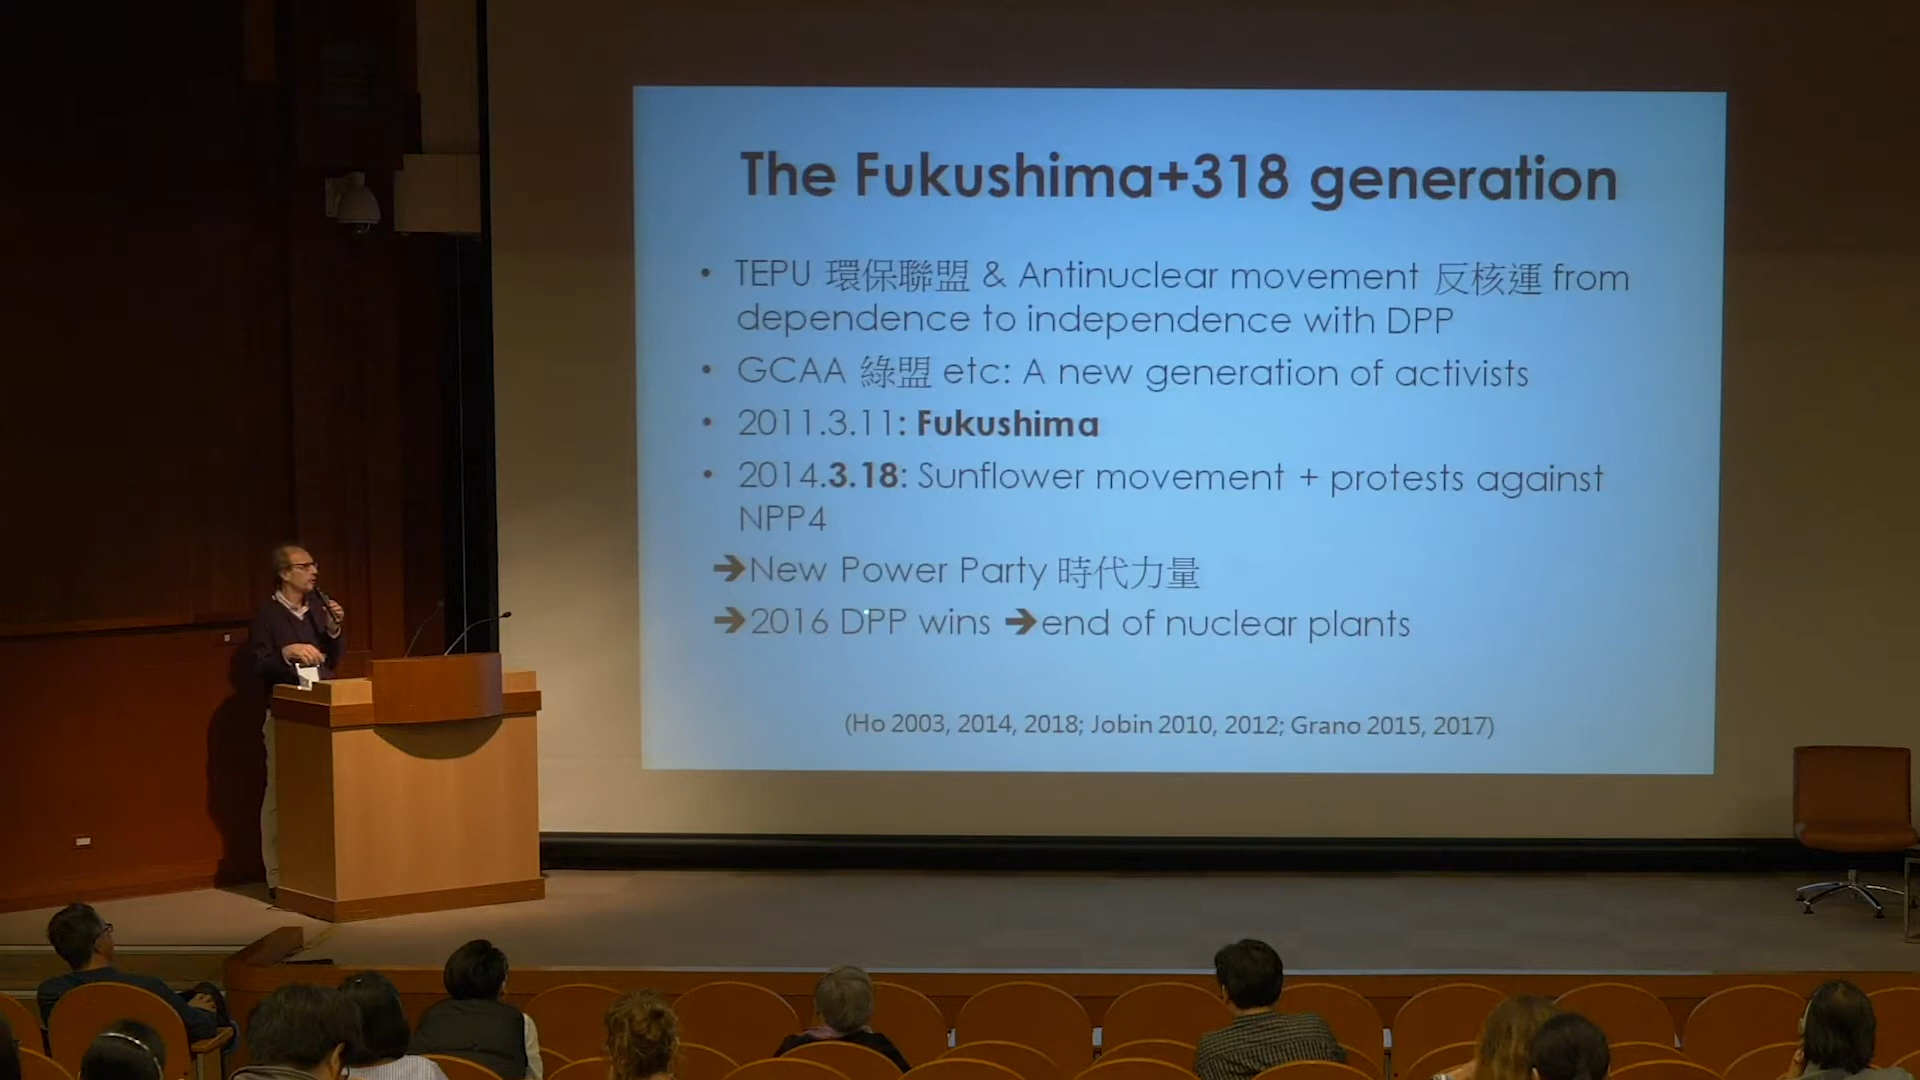 The Fukushima+318 generation
• TEPU 環保聯盟 & Antinuclear movement 反核運 from
dependence to independence with DPP
• GCAA 綠盟 etc: A new generation of activists
• 2011.3.11: Fukushima
• 2014.3.18: Sunflower movement + protests against
NPP4
➔New Power Party 時代力量
➔2016 DPP wins ➔end of nuclear plants
(Ho 2003, 2014, 2018; Jobin 2010, 2012; Grano 2015, 2017)